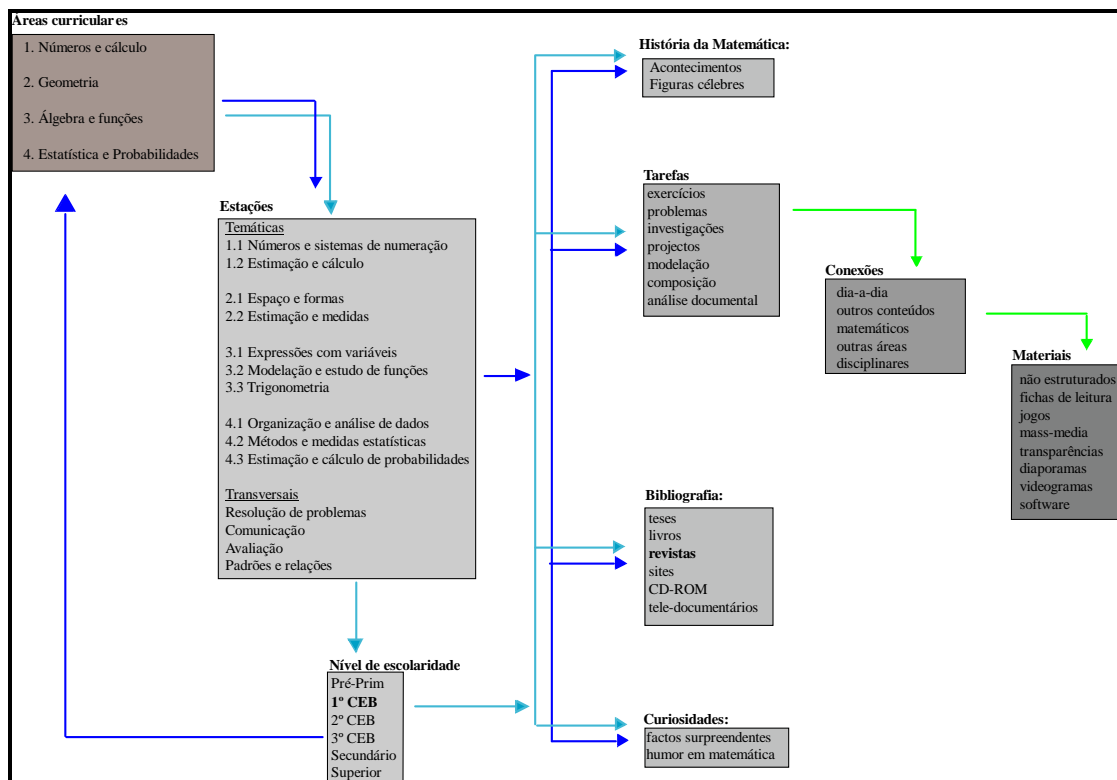 Áreas curriculares
1. Números e cálculo
2. Geometria
3. Álgebra e funções
4. Estatística e Probabilidades
Estações
Temáticas
1.1 Números e sistemas de numeração
1.2 Estimação e cálculo
2.1 Espaço e formas
2.2 Estimação e medidas
3.1 Expressões com variáveis
3.2 Modelação e estudo de funções
3.3 Trigonometria
4.1 Organização e análise de dados
4.2 Métodos e medidas estatísticas
4.3 Estimação e cálculo de probabilidades
Transversais
Resolução de problemas
Comunicação
Avaliação
Padrões e relações
Nível de escolaridade
Pré-Prim
1º CEB
2º CEB
3º CEB
Secundário
Superior
História da Matemática:
Acontecimentos
Figuras célebres
Tarefas
exercícios
problemas
investigações
projectos
modelação
composição
análise documental
Conexões
dia-a-dia
outros conteúdos
matemáticos
outras áreas
disciplinares
Materiais
não estruturados
fichas de leitura
jogos
mass-media
transparências
diaporamas
videogramas
software
Bibliografia:
teses
livros
revistas
sites
CD-ROM
tele-documentários
Curiosidades:
factos surpreendentes
humor em matemática